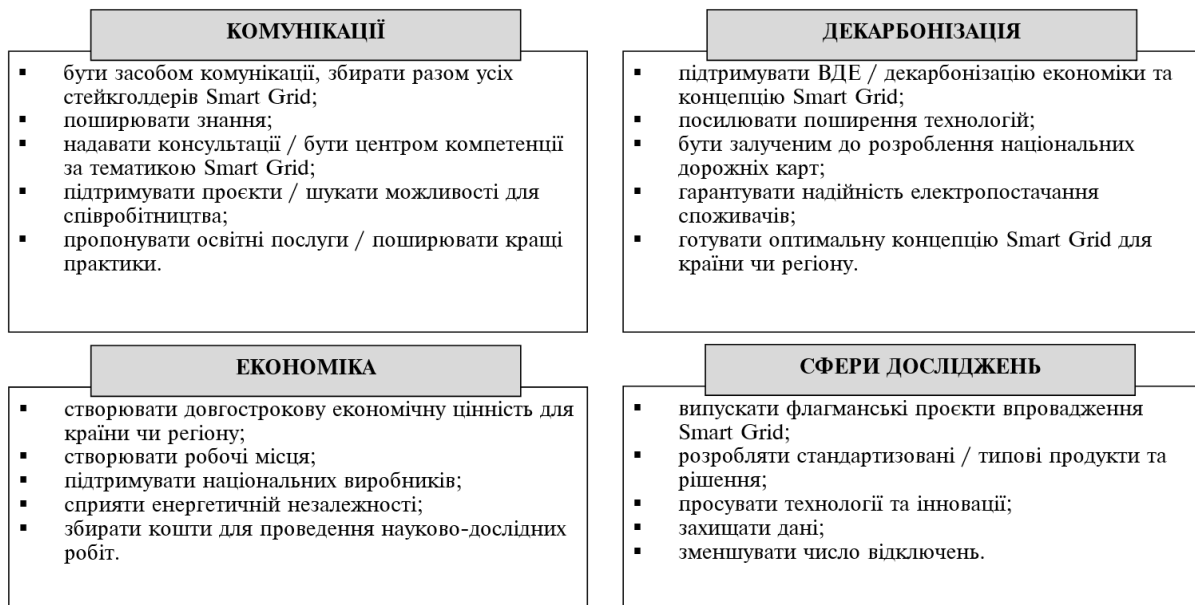 КОМУНІКАЦІЇ
▪ бути засобом комунікації, збирати разом усіх
стейкголдерів Smart Grid;
▪ поширювати знання;
▪ надавати консультації / бути центром компетенції
за тематикою Smart Grid;
▪ підтримувати проєкти / шукати можливості для
співробітництва;
▪ пропонувати освітні послуги / поширювати кращі
практики.
ДЕКАРБОНІЗАЦІЯ
▪ підтримувати ВДЕ / декарбонізацію економіки та
концепцію Smart Grid;
▪ посилювати поширення технологій;
▪ бути залученим до розроблення національних
дорожніх карт;
▪ гарантувати надійність електропостачання
споживачів;
▪ готувати оптимальну концепцію Smart Grid для
країни чи регіону.
ЕКОНОМІКА
▪ створювати довгострокову економічну цінність для
країни чи регіону;
▪ створювати робочі місця;
▪ підтримувати національних виробників;
▪ сприяти енергетичній незалежності;
▪ збирати кошти для проведення науково-дослідних
робіт.
СФЕРИ ДОСЛІДЖЕНЬ
▪ випускати флагманські проєкти впровадження
Smart Grid;
▪ розробляти стандартизовані / типові продукти та
рішення;
▪ просувати технології та інновації;
▪ захищати дані;
▪ зменшувати число відключень.